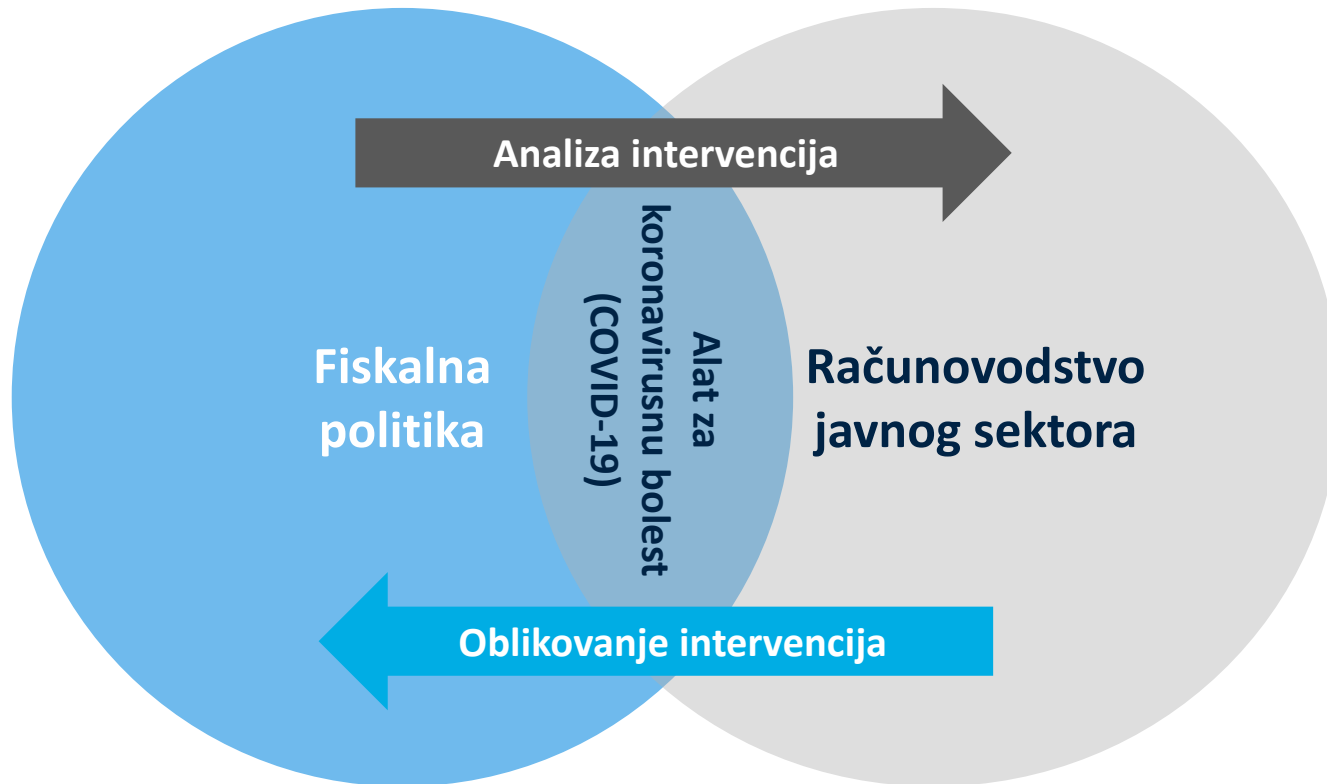 Analiza intervencija
Fiskalna
politika
Alat za
koronavirusnu bolest
(COVID-19)
Računovodstvo
javnog sektora
Oblikovanje intervencija